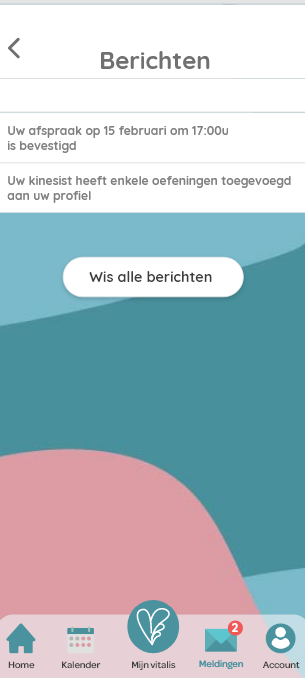 Berichten
Uw afspraak op 15 februari om 17:00u
is bevestigd
Uw kinesist heeft enkele oefeningen toegevoegd
aan uw profiel
Wis alle berichten
2
Home
Kalender
Mijn vitalis
Meldingen
Account